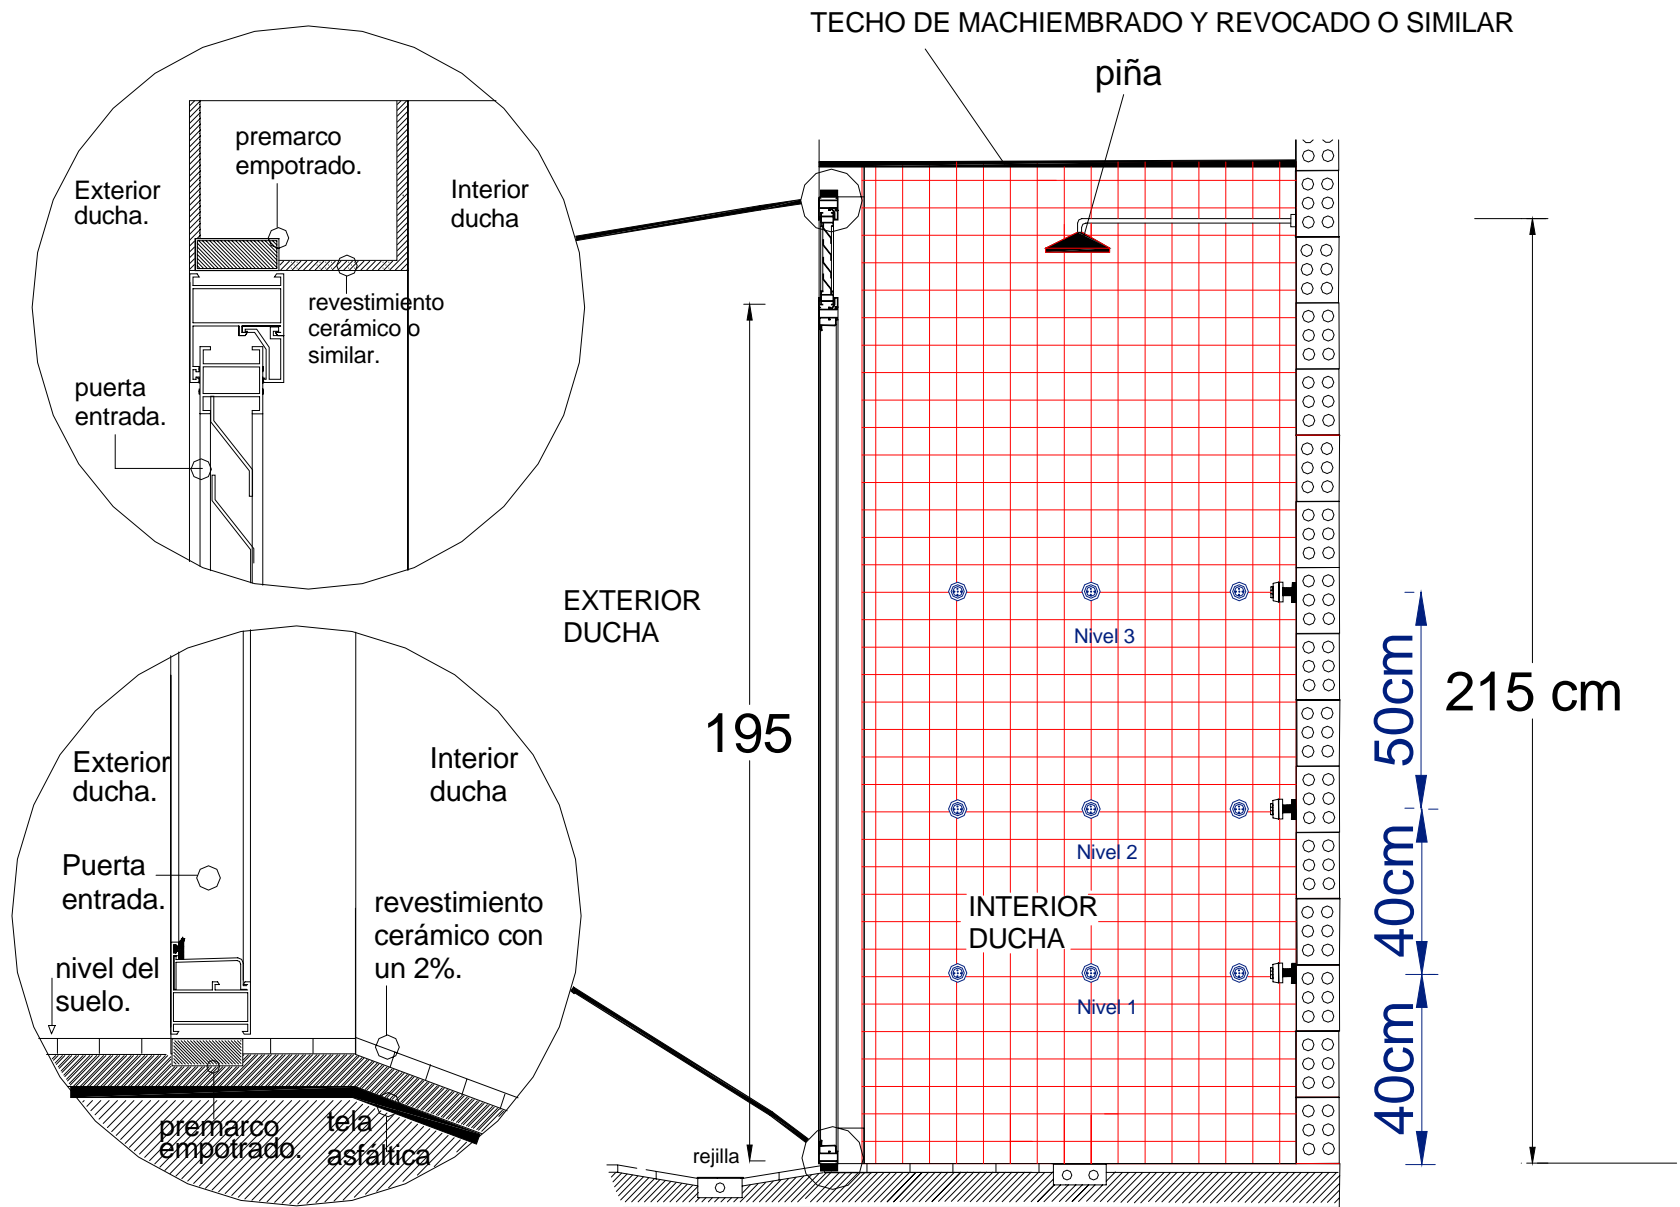 TECHO DE MACHIEMBRADO Y REVOCADO O SIMILAR
piña
premarco
empotrado.
Exterior
ducha.
Interior
ducha
revestimiento
cerámico o
similar.
puerta
entrada.
EXTERIOR
DUCHA
195
Nivel 3
Nivel 2
INTERIOR
DUCHA
Nivel 1
50cm
40cm
40cm
215 cm
Exterior
ducha.
Interior
ducha
Puerta
entrada.
revestimiento
cerámico con
un 2%.
nivel del
suelo.
premarco
empotrado.
tela
asfáltica
rejilla